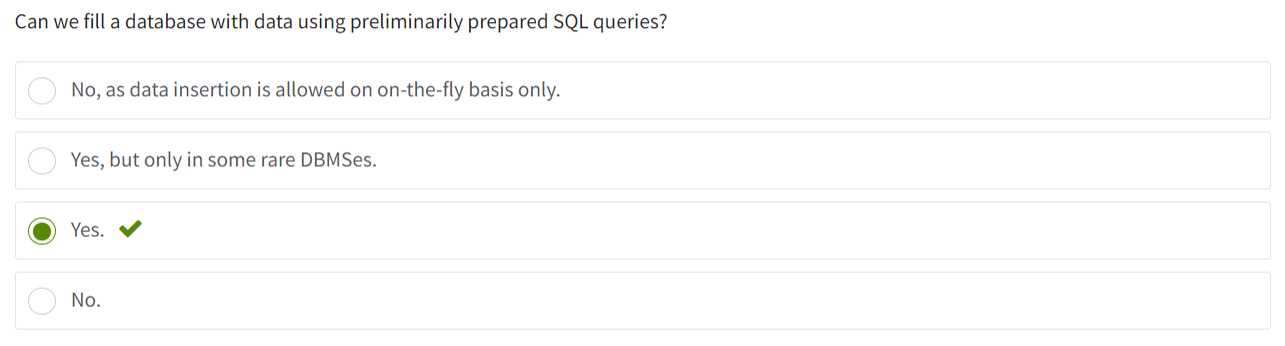 Can we fill a database with data using preliminarily prepared SQL queries?
No, as data insertion is allowed on on-the-fly basis only.
Yes, but only in some rare DBMSes.
Yes.
No.